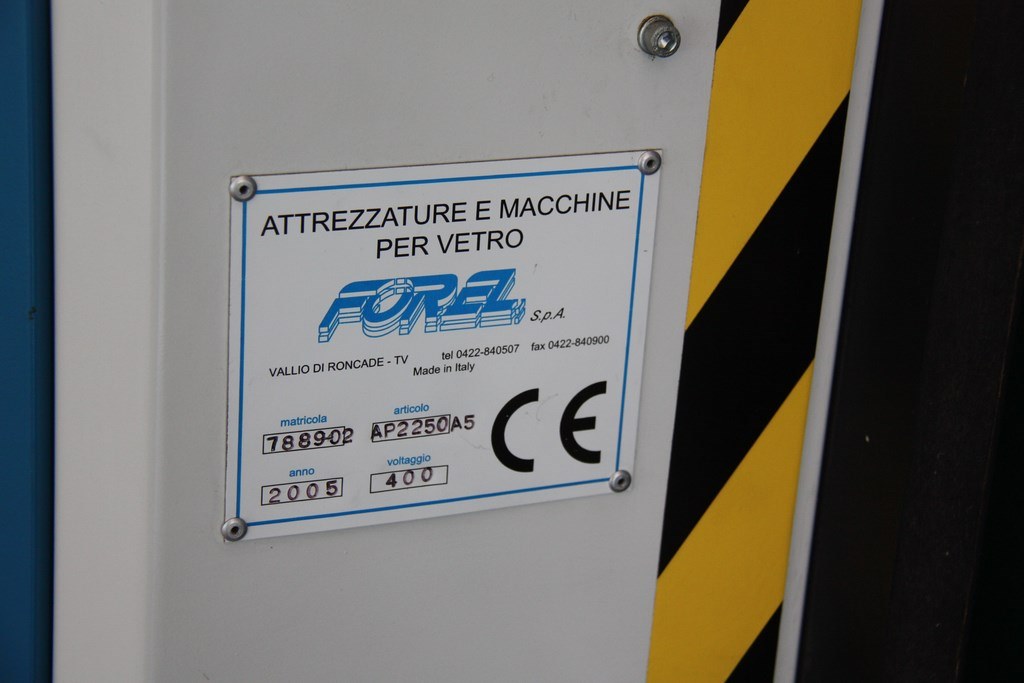 ATTREZZATURE E MACCHINE
PER VETRO
FOREL S.p.A.
VALLIO DI RONCADE - TV tel 0422-840507 fax 0422-840900
Made in Italy
matricola articolo
788902 AP2250A5
anno voltaggio
2005 400
CE